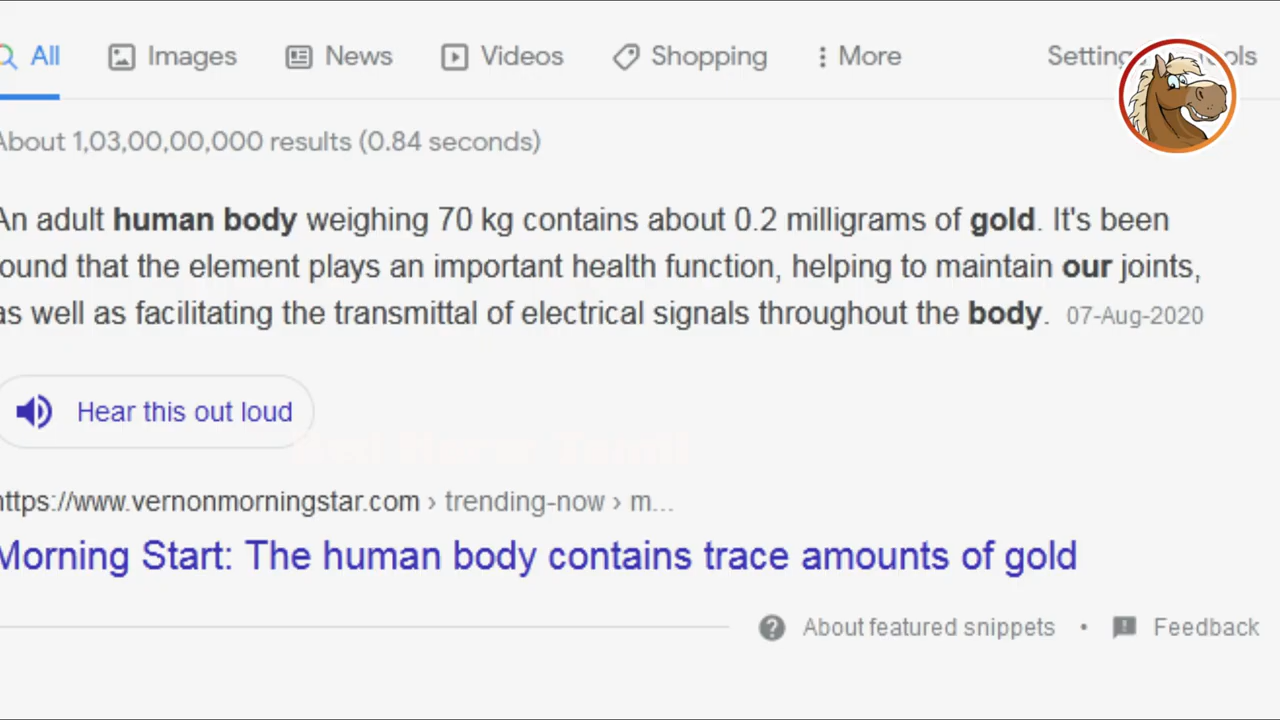 All Images News Videos Shopping More Settings Tools
About 1,03,00,00,000 results (0.84 seconds)
An adult human body weighing 70 kg contains about 0.2 milligrams of gold. It's been
found that the element plays an important health function, helping to maintain our joints,
as well as facilitating the transmittal of electrical signals throughout the body. 07-Aug-2020
Hear this out loud
https://www.vernonmorningstar.com › trending-now › m...
Morning Start: The human body contains trace amounts of gold
About featured snippets • Feedback